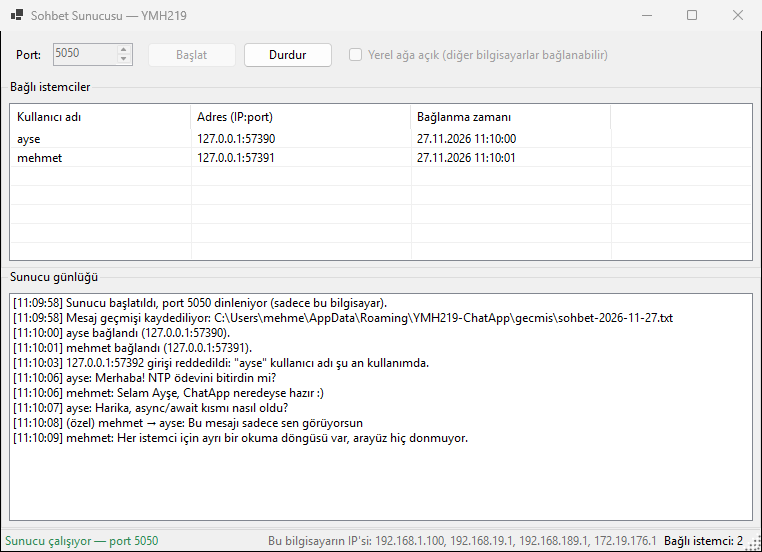 Sohbet Sunucusu — YMH219
Port: 5050 Başlat Durdur Yerel ağa açık (diğer bilgisayarlar bağlanabilir)
Bağlı istemciler
Kullanıcı adı Adres (IP:port) Bağlanma zamanı
ayse 127.0.0.1:57390 27.11.2026 11:10:00
mehmet 127.0.0.1:57391 27.11.2026 11:10:01
Sunucu günlüğü
[11:09:58] Sunucu başlatıldı, port 5050 dinleniyor (sadece bu bilgisayar).
[11:09:58] Mesaj geçmişi kaydediliyor: C:\Users\mehme\AppData\Roaming\YMH219-ChatApp\gecmis\sohbet-2026-11-27.txt
[11:10:00] ayse bağlandı (127.0.0.1:57390).
[11:10:01] mehmet bağlandı (127.0.0.1:57391).
[11:10:03] 127.0.0.1:57392 girişi reddedildi: "ayse" kullanıcı adı şu an kullanımda.
[11:10:06] ayse: Merhaba! NTP ödevini bitirdin mi?
[11:10:06] mehmet: Selam Ayşe, ChatApp neredeyse hazır :)
[11:10:07] ayse: Harika, async/await kısmı nasıl oldu?
[11:10:08] (özel) mehmet → ayse: Bu mesajı sadece sen görüyorsun
[11:10:09] mehmet: Her istemci için ayrı bir okuma döngüsü var, arayüz hiç donmuyor.
Sunucu çalışıyor — port 5050 Bu bilgisayarın IP'si: 192.168.1.100, 192.168.19.1, 192.168.189.1, 172.19.176.1 Bağlı istemci: 2